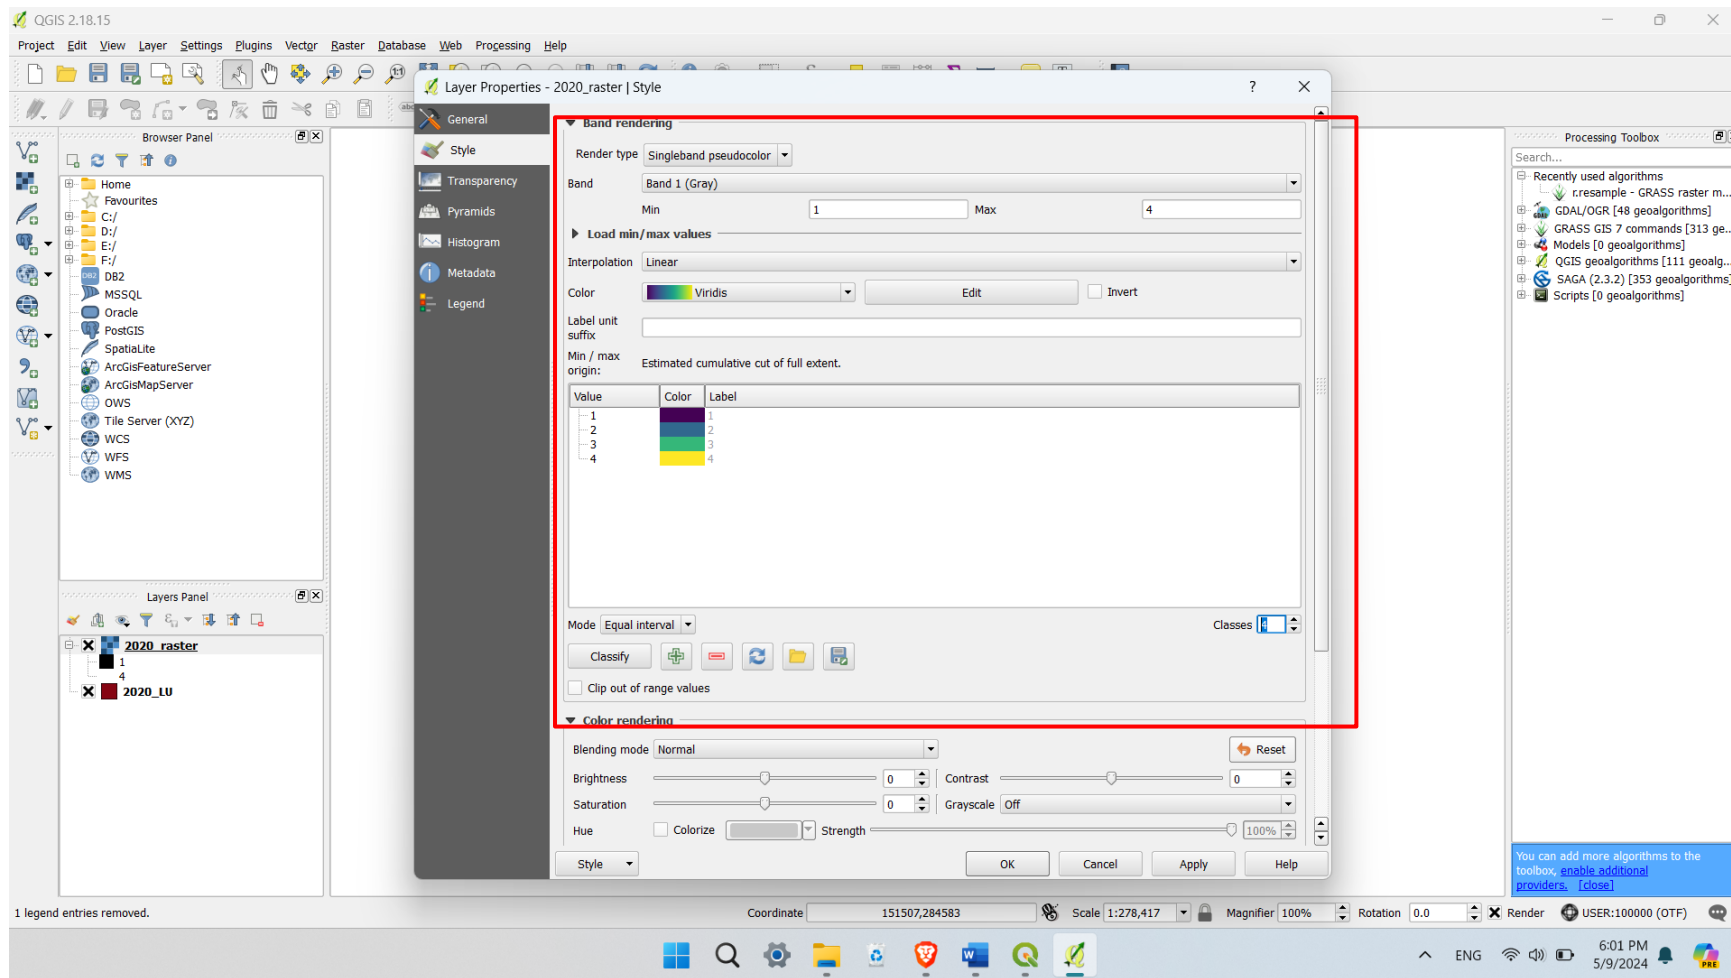 QGIS 2.18.15
Project Edit View Layer Settings Plugins Vector Raster Database Web Processing Help
Layer Properties - 2020_raster | Style
General
Style
Transparency
Pyramids
Histogram
Metadata
Legend
Band rendering
Render type Singleband pseudocolor
Band Band 1 (Gray)
Min 1 Max 4
Load min/max values
Interpolation Linear
Color Viridis Edit Invert
Label unit
suffix
Min / max
origin: Estimated cumulative cut of full extent.
Value Color Label
1 1
2 2
3 3
4 4
Mode Equal interval Classes 4
Classify
Clip out of range values
Color rendering
Blending mode Normal Reset
Brightness 0 Contrast 0
Saturation 0 Grayscale Off
Hue Colorize Strength 100%
Style OK Cancel Apply Help
Browser Panel
Home
Favourites
C:/
D:/
E:/
F:/
DB2
MSSQL
Oracle
PostGIS
SpatiaLite
ArcGisFeatureServer
ArcGisMapServer
OWS
Tile Server (XYZ)
WCS
WFS
WMS
Layers Panel
2020_raster
1
4
2020_LU
Processing Toolbox
Search...
Recently used algorithms
r.resample - GRASS raster m...
GDAL/OGR [48 geoalgorithms]
GRASS GIS 7 commands [313 ge...
Models [0 geoalgorithms]
QGIS geoalgorithms [111 geoalg...
SAGA (2.3.2) [353 geoalgorithms]
Scripts [0 geoalgorithms]
You can add more algorithms to the
toolbox, enable additional
providers. [close]
1 legend entries removed.
Coordinate 151507,284583 Scale 1:278,417 Magnifier 100% Rotation 0.0 Render USER:100000 (OTF)
ENG
6:01 PM
5/9/2024
PRE